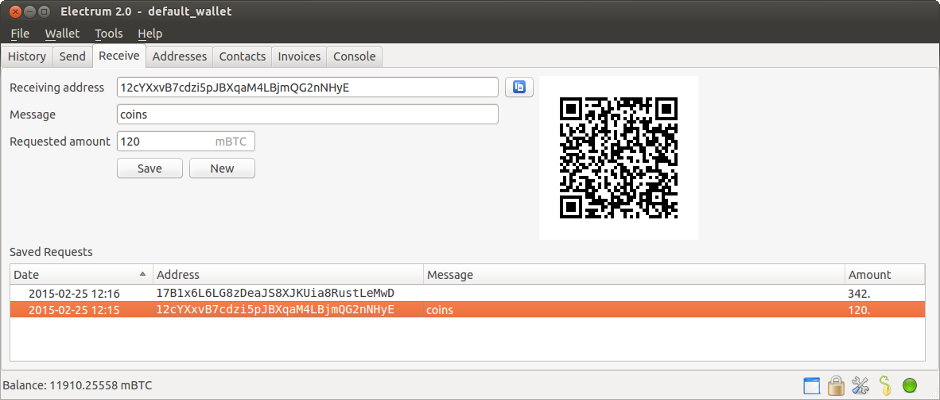 Electrum 2.0 - default_wallet
File Wallet Tools Help
History Send Receive Addresses Contacts Invoices Console
Receiving address 12cYXxvB7cdzi5pJBXqaM4LBjmQG2nNHyE
Message coins
Requested amount 120 mBTC
Save New
Saved Requests
Date Address Message Amount
2015-02-25 12:16 17B1x6L6LG8zDeaJS8XJKUia8RustLeMwD 342.
2015-02-25 12:15 12cYXxvB7cdzi5pJBXqaM4LBjmQG2nNHyE coins 120.
Balance: 11910.25558 mBTC